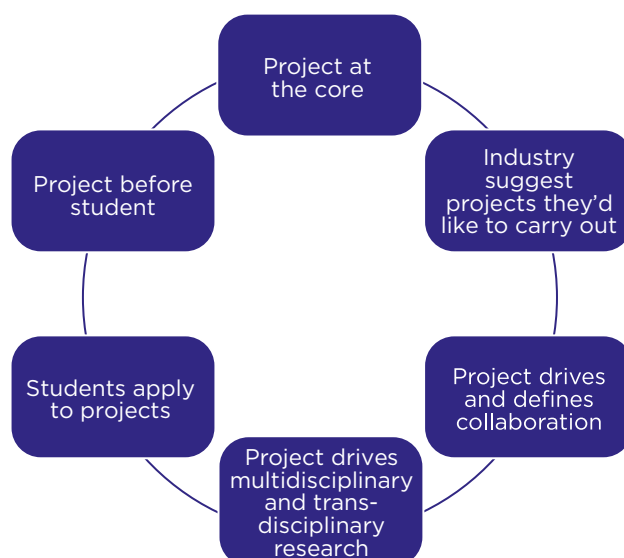 Project at
the core
Industry
suggest
projects they'd
like to carry out
Project drives
and defines
collaboration
Project drives
multidisciplinary
and trans-
disciplinary
research
Students apply
to projects
Project before
student